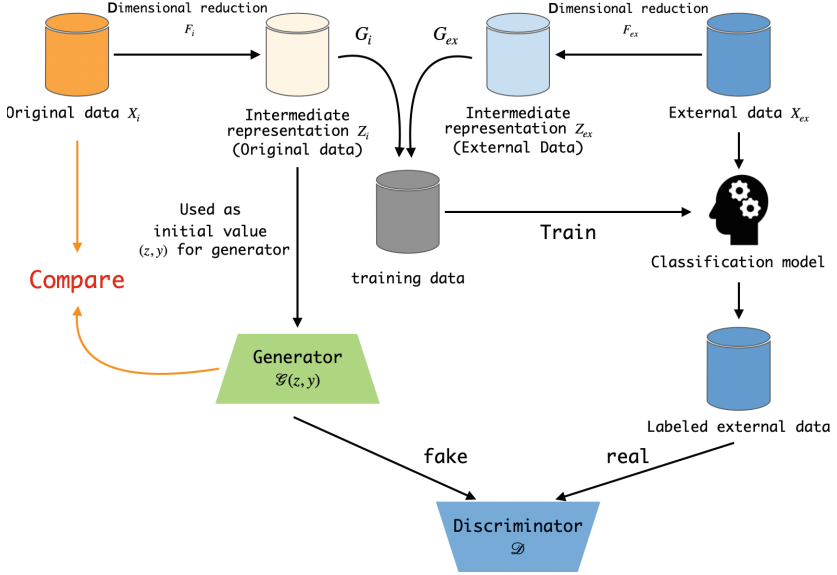 Dimensional reduction
F_i
Dimensional reduction
F_ex
G_i
G_ex
Original data X_i
Intermediate
representation Z_i
(Original data)
Intermediate
representation Z_ex
(External Data)
External data X_ex
Used as
initial value
(z, y) for generator
training data
Train
Classification model
Compare
Generator
𝒢(z, y)
Labeled external data
fake
real
Discriminator
𝒟